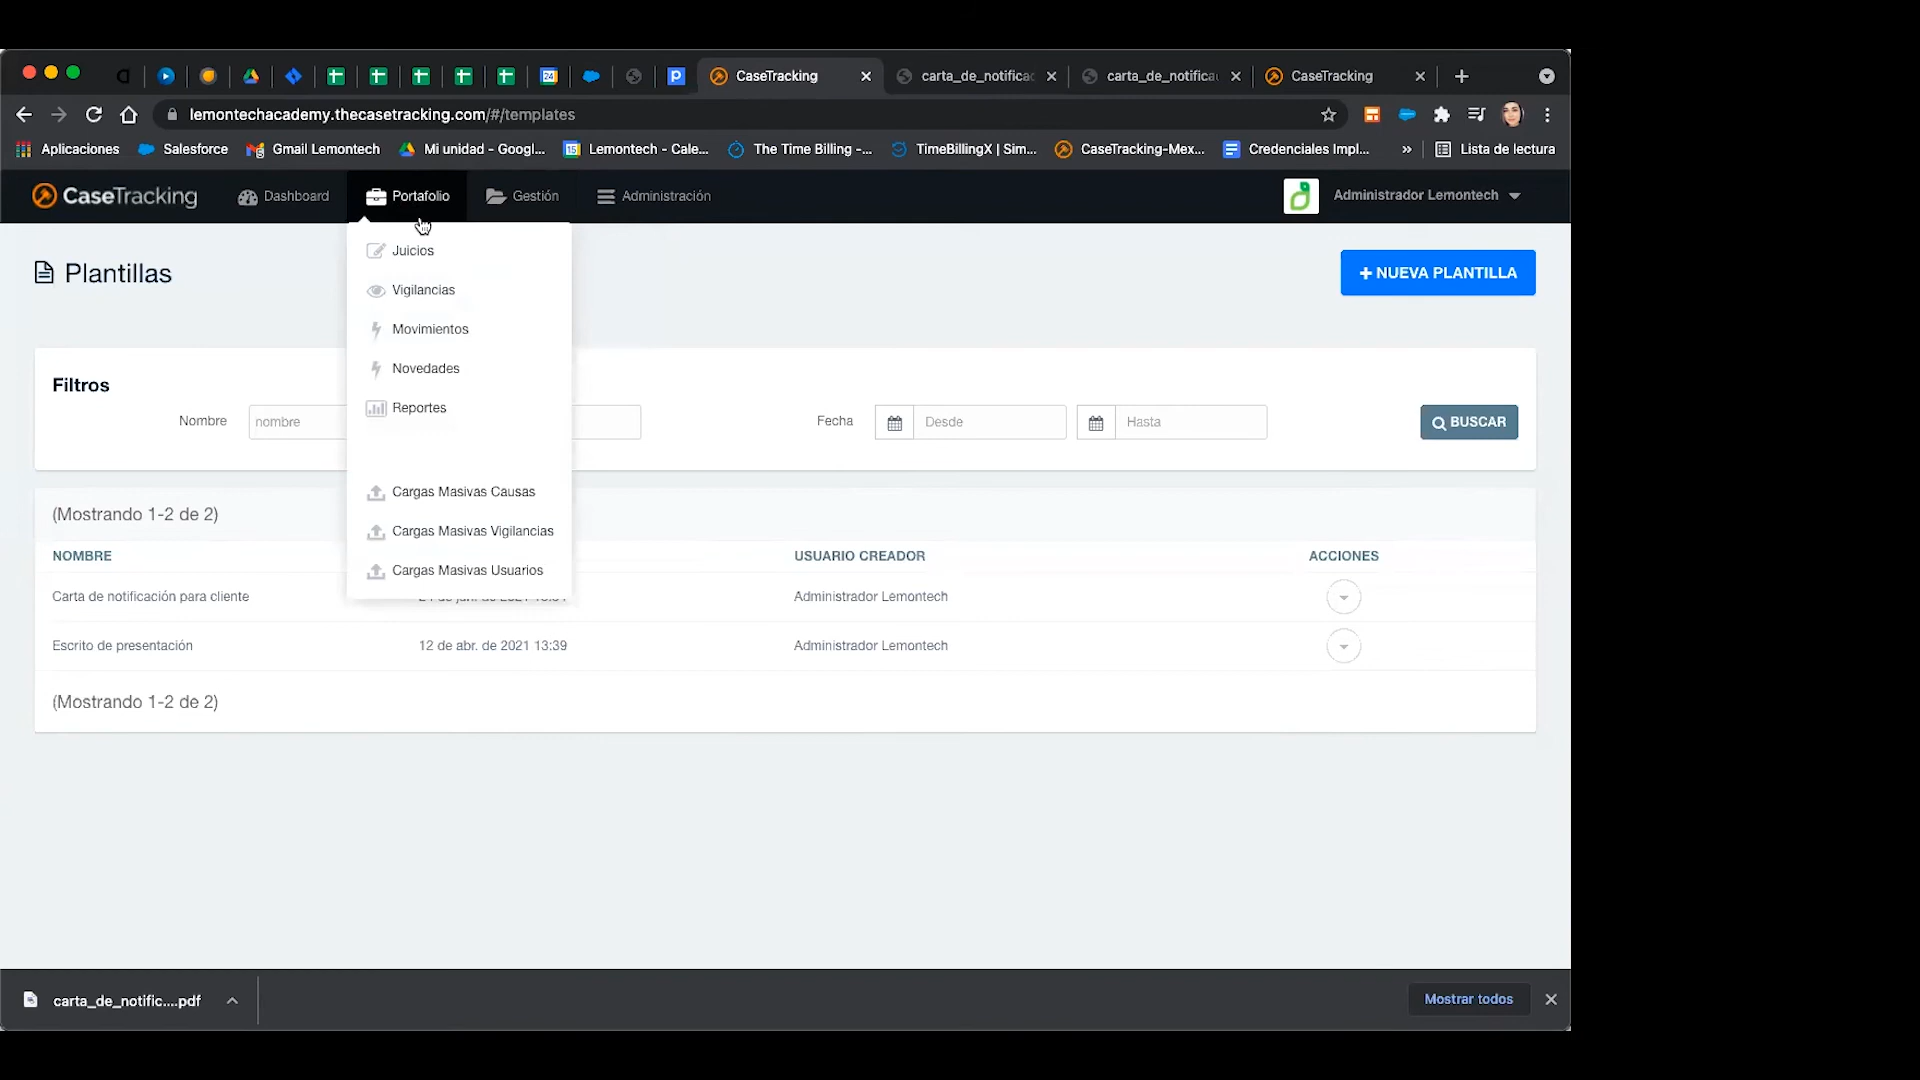 CaseTracking
carta_de_notifica
carta_de_notifica
CaseTracking
lemontechacademy.thecasetracking.com/#/templates
Aplicaciones
Salesforce
Gmail Lemontech
Mi unidad - Googl...
Lemontech - Cale...
The Time Billing -...
TimeBillingX | Sim...
CaseTracking-Mex...
Credenciales Impl...
»
Lista de lectura
CaseTracking
Dashboard
Portafolio
Gestión
Administración
Administrador Lemontech
Juicios
Vigilancias
Movimientos
Novedades
Reportes
Cargas Masivas Causas
Cargas Masivas Vigilancias
Cargas Masivas Usuarios
Plantillas
+ NUEVA PLANTILLA
Filtros
Nombre
nombre
Fecha
Desde
Hasta
BUSCAR
(Mostrando 1-2 de 2)
NOMBRE
USUARIO CREADOR
ACCIONES
Carta de notificación para cliente
Administrador Lemontech
Escrito de presentación
12 de abr. de 2021 13:39
Administrador Lemontech
(Mostrando 1-2 de 2)
carta_de_notific....pdf
Mostrar todos